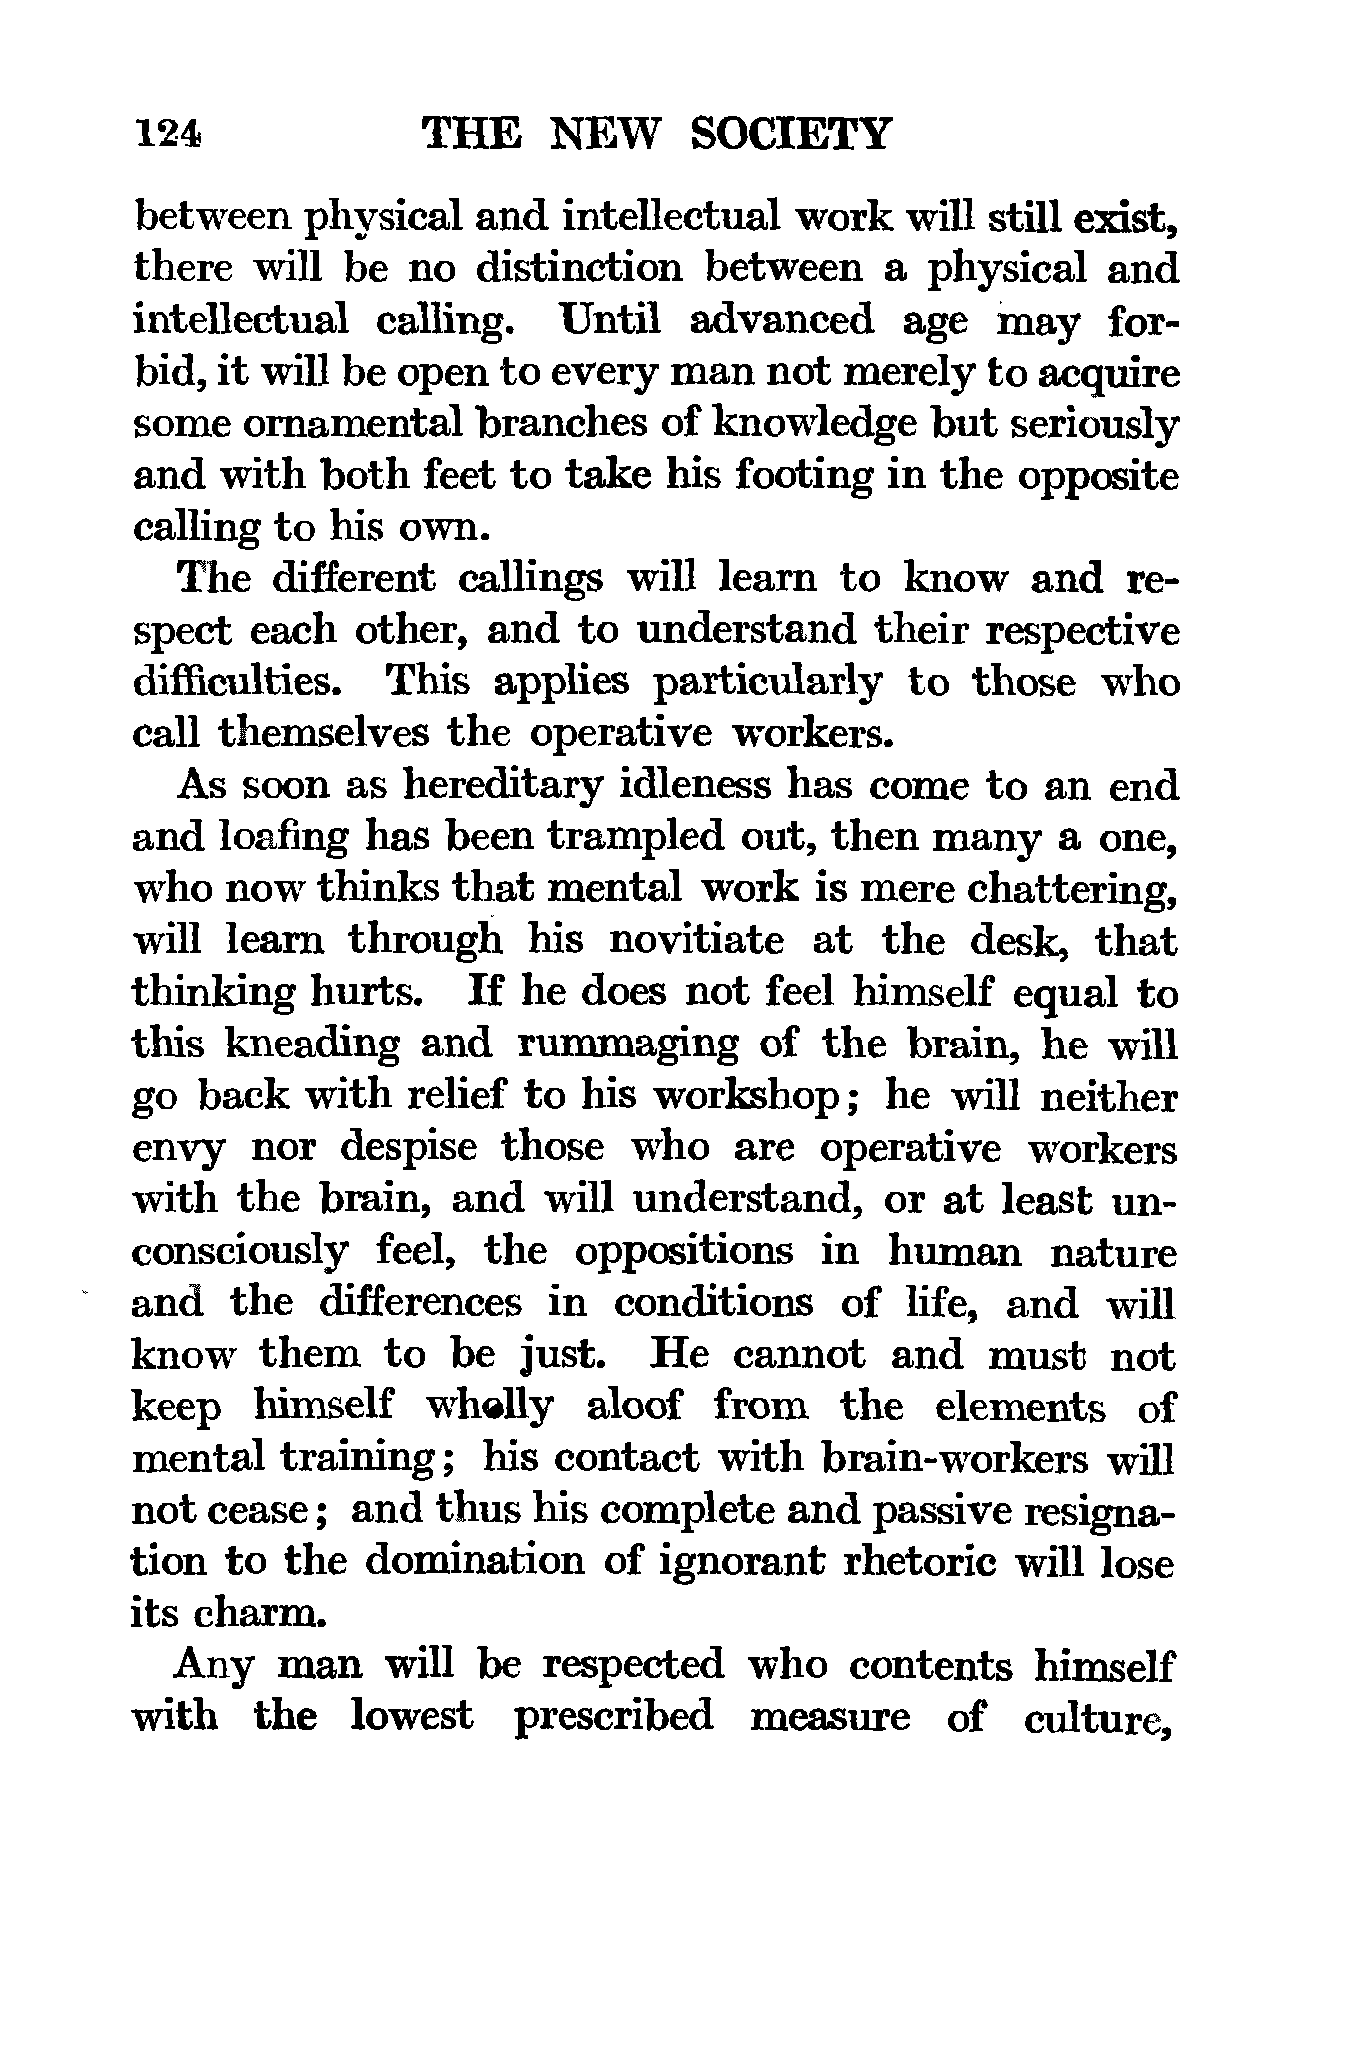 124 THE NEW SOCIETY
between physical and intellectual work will still exist,
there will be no distinction between a physical and
intellectual calling. Until advanced age may for-
bid, it will be open to every man not merely to acquire
some ornamental branches of knowledge but seriously
and with both feet to take his footing in the opposite
calling to his own.
The different callings will learn to know and re-
spect each other, and to understand their respective
difficulties. This applies particularly to those who
call themselves the operative workers.
As soon as hereditary idleness has come to an end
and loafing has been trampled out, then many a one,
who now thinks that mental work is mere chattering,
will learn through his novitiate at the desk, that
thinking hurts. If he does not feel himself equal to
this kneading and rummaging of the brain, he will
go back with relief to his workshop; he will neither
envy nor despise those who are operative workers
with the brain, and will understand, or at least un-
consciously feel, the oppositions in human nature
and the differences in conditions of life, and will
know them to be just. He cannot and must not
keep himself wholly aloof from the elements of
mental training; his contact with brain-workers will
not cease; and thus his complete and passive resigna-
tion to the domination of ignorant rhetoric will lose
its charm.
Any man will be respected who contents himself
with the lowest prescribed measure of culture,